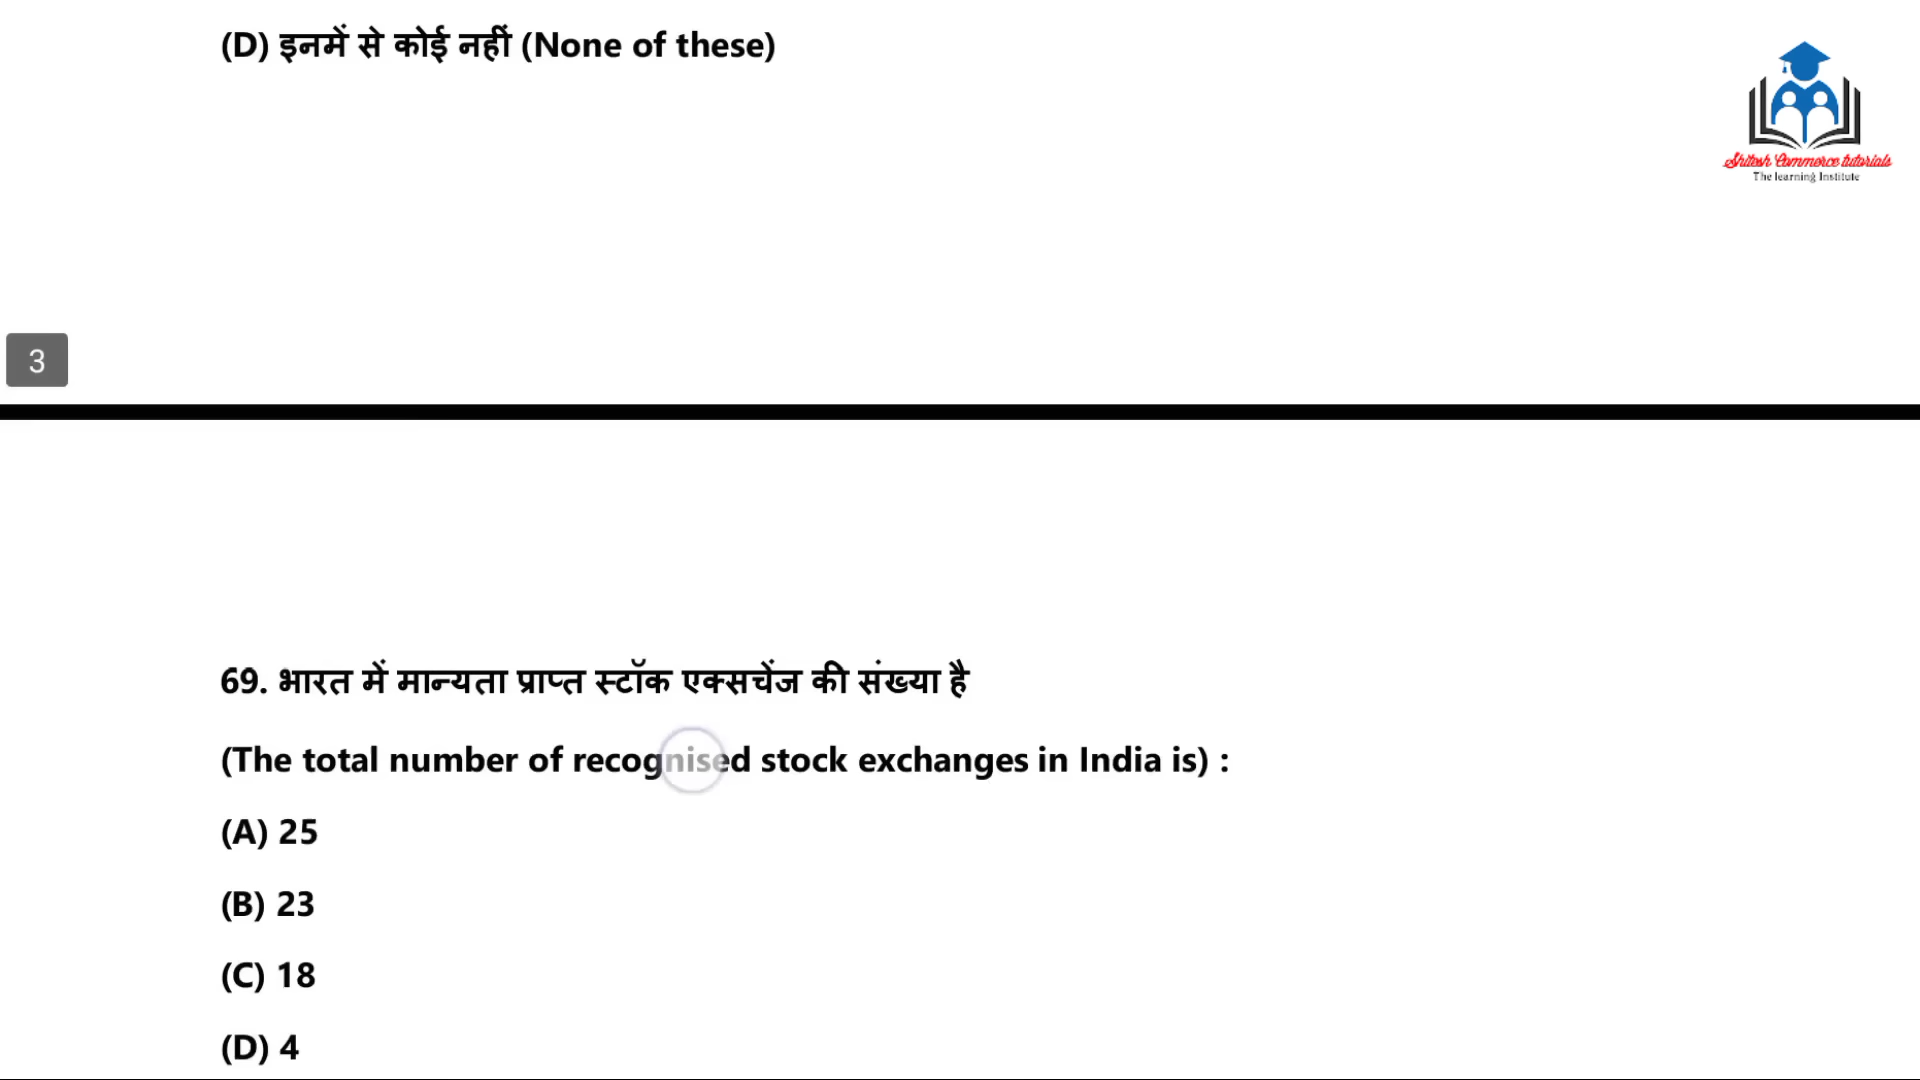 (D) इनमें से कोई नहीं (None of these)
Shitesh Commerce tutorials
The learning Institute
3
69. भारत में मान्यता प्राप्त स्टॉक एक्सचेंज की संख्या है
(The total number of recognised stock exchanges in India is) :
(A) 25
(B) 23
(C) 18
(D) 4